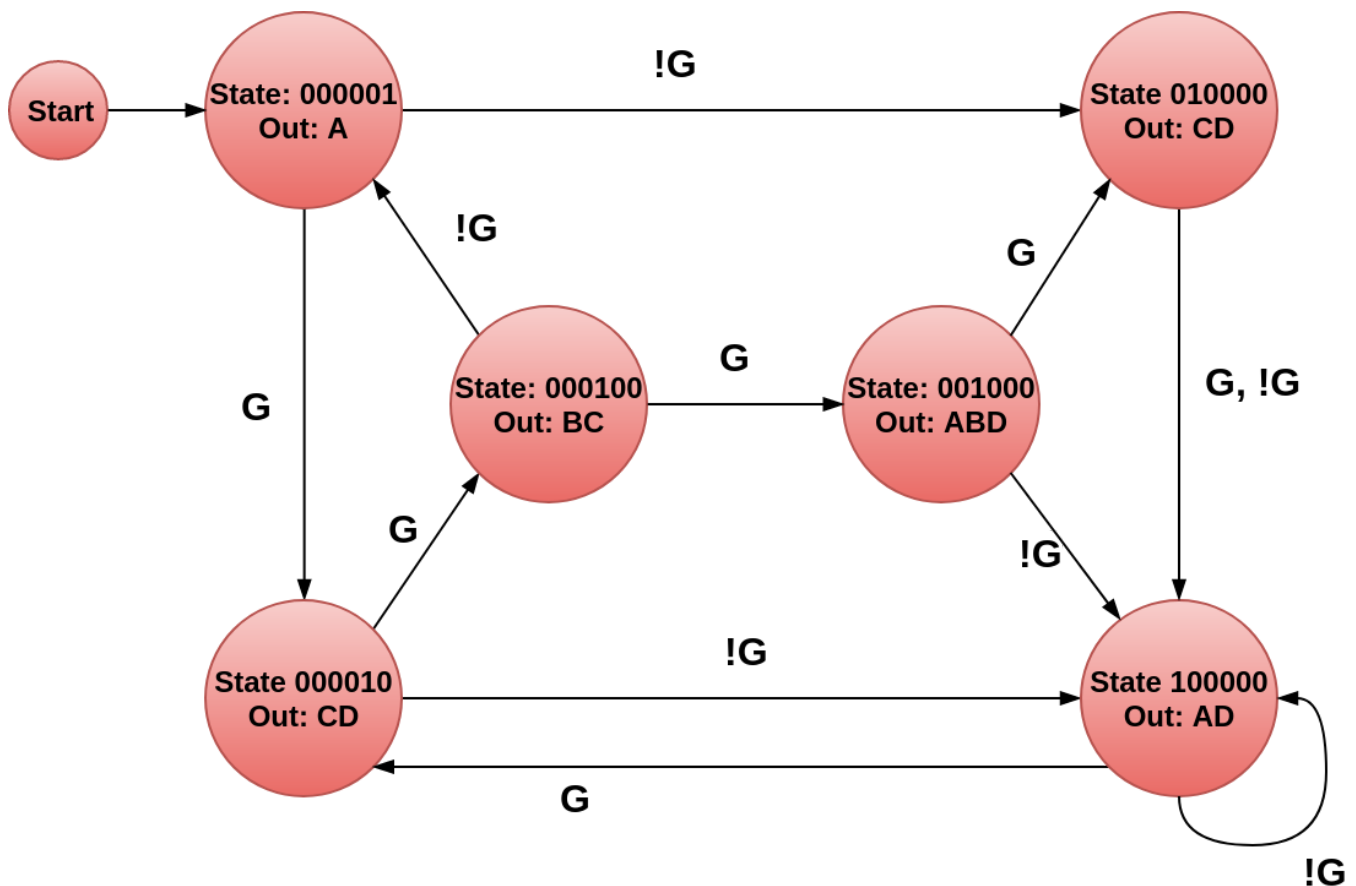 !G
State: 000001
Out: A
State 010000
Out: CD
Start
!G
G
G
G, !G
State: 000100
Out: BC
State: 001000
Out: ABD
G
G
!G
!G
State 000010
Out: CD
State 100000
Out: AD
G
!G